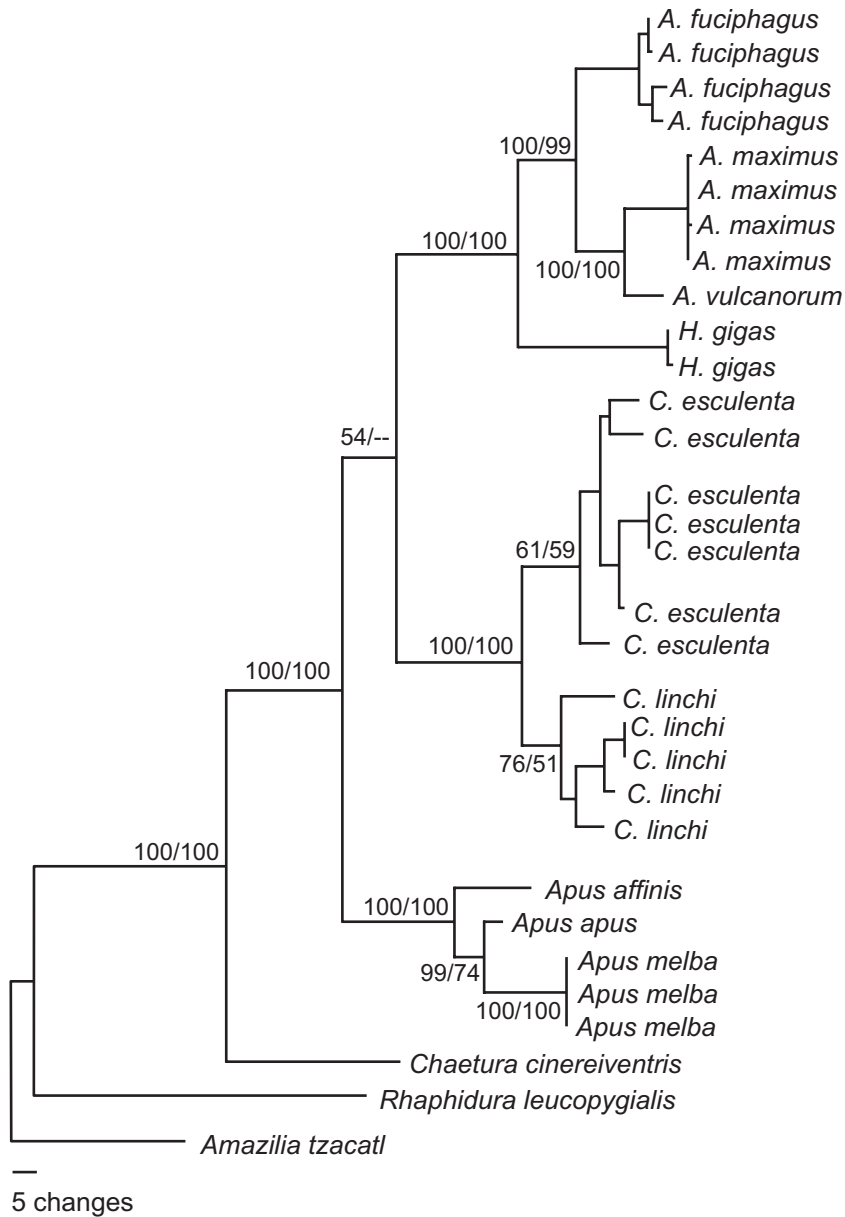 A. fuciphagus
A. fuciphagus
A. fuciphagus
A. fuciphagus
100/99
A. maximus
A. maximus
A. maximus
100/100
A. maximus
100/100
A. vulcanorum
H. gigas
H. gigas
C. esculenta
54/--
C. esculenta
C. esculenta
C. esculenta
61/59
C. esculenta
C. esculenta
100/100
C. esculenta
100/100
C. linchi
C. linchi
76/51
C. linchi
C. linchi
C. linchi
100/100
Apus affinis
100/100
Apus apus
Apus melba
99/74
Apus melba
100/100
Apus melba
Chaetura cinereiventris
Rhaphidura leucopygialis
Amazilia tzacatl
5 changes